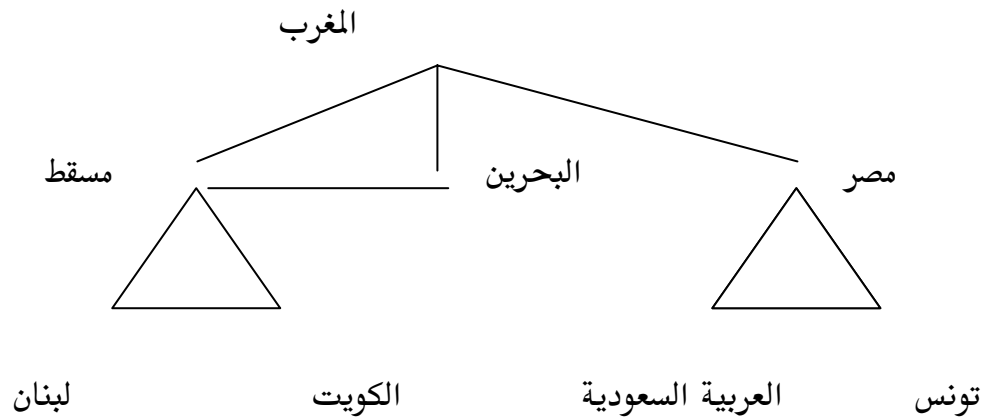 المغرب
مصر البحرين مسقط
تونس العربية السعودية الكويت لبنان